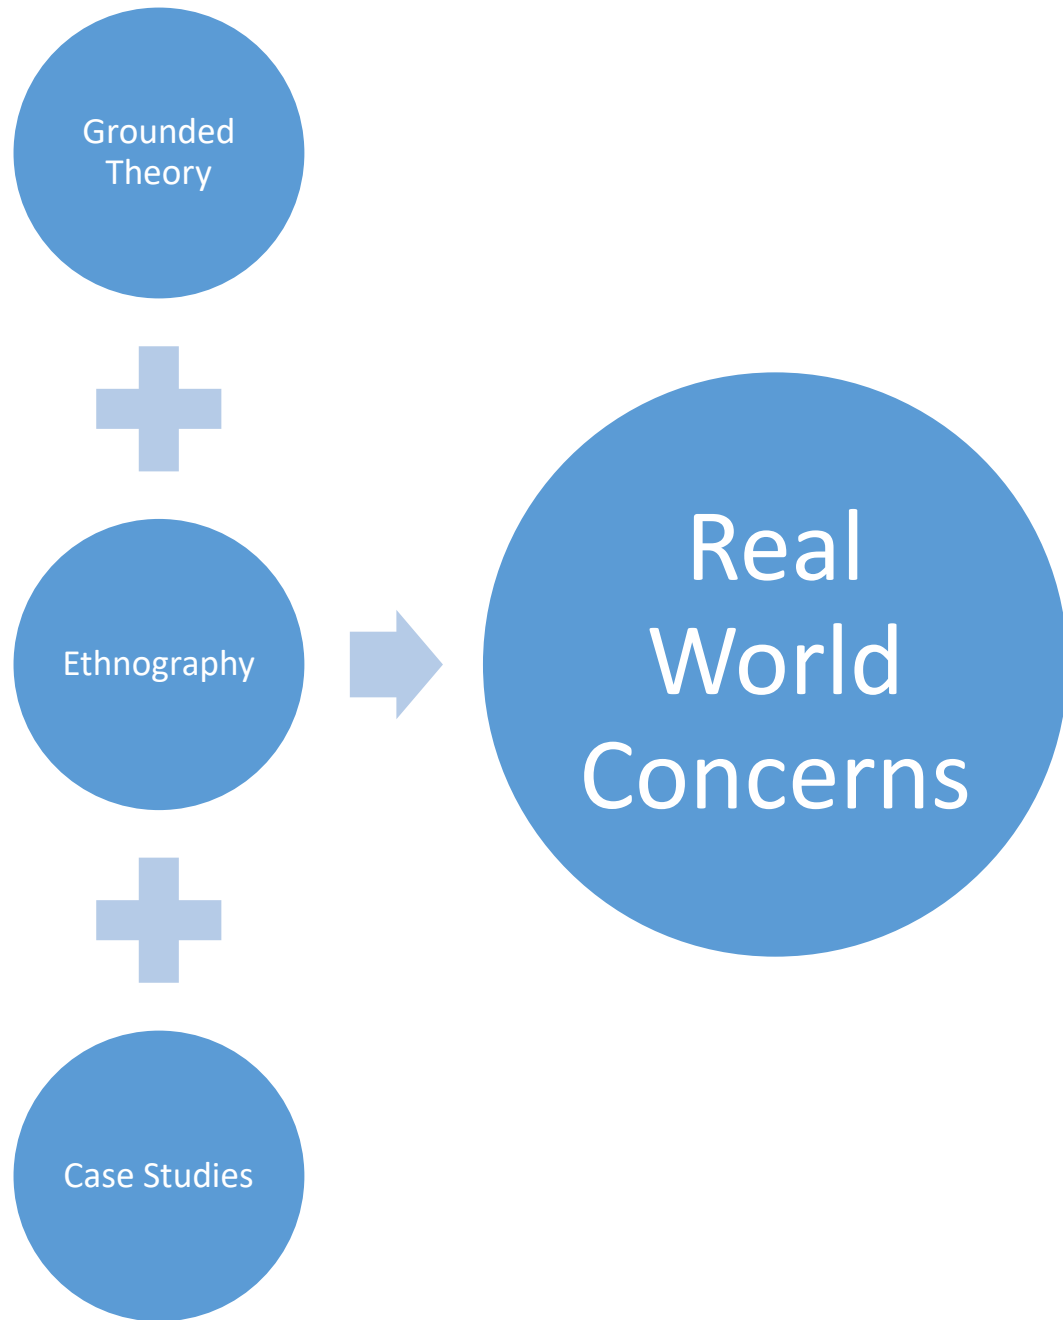 Grounded
Theory
Ethnography
Real
World
Concerns
Case Studies